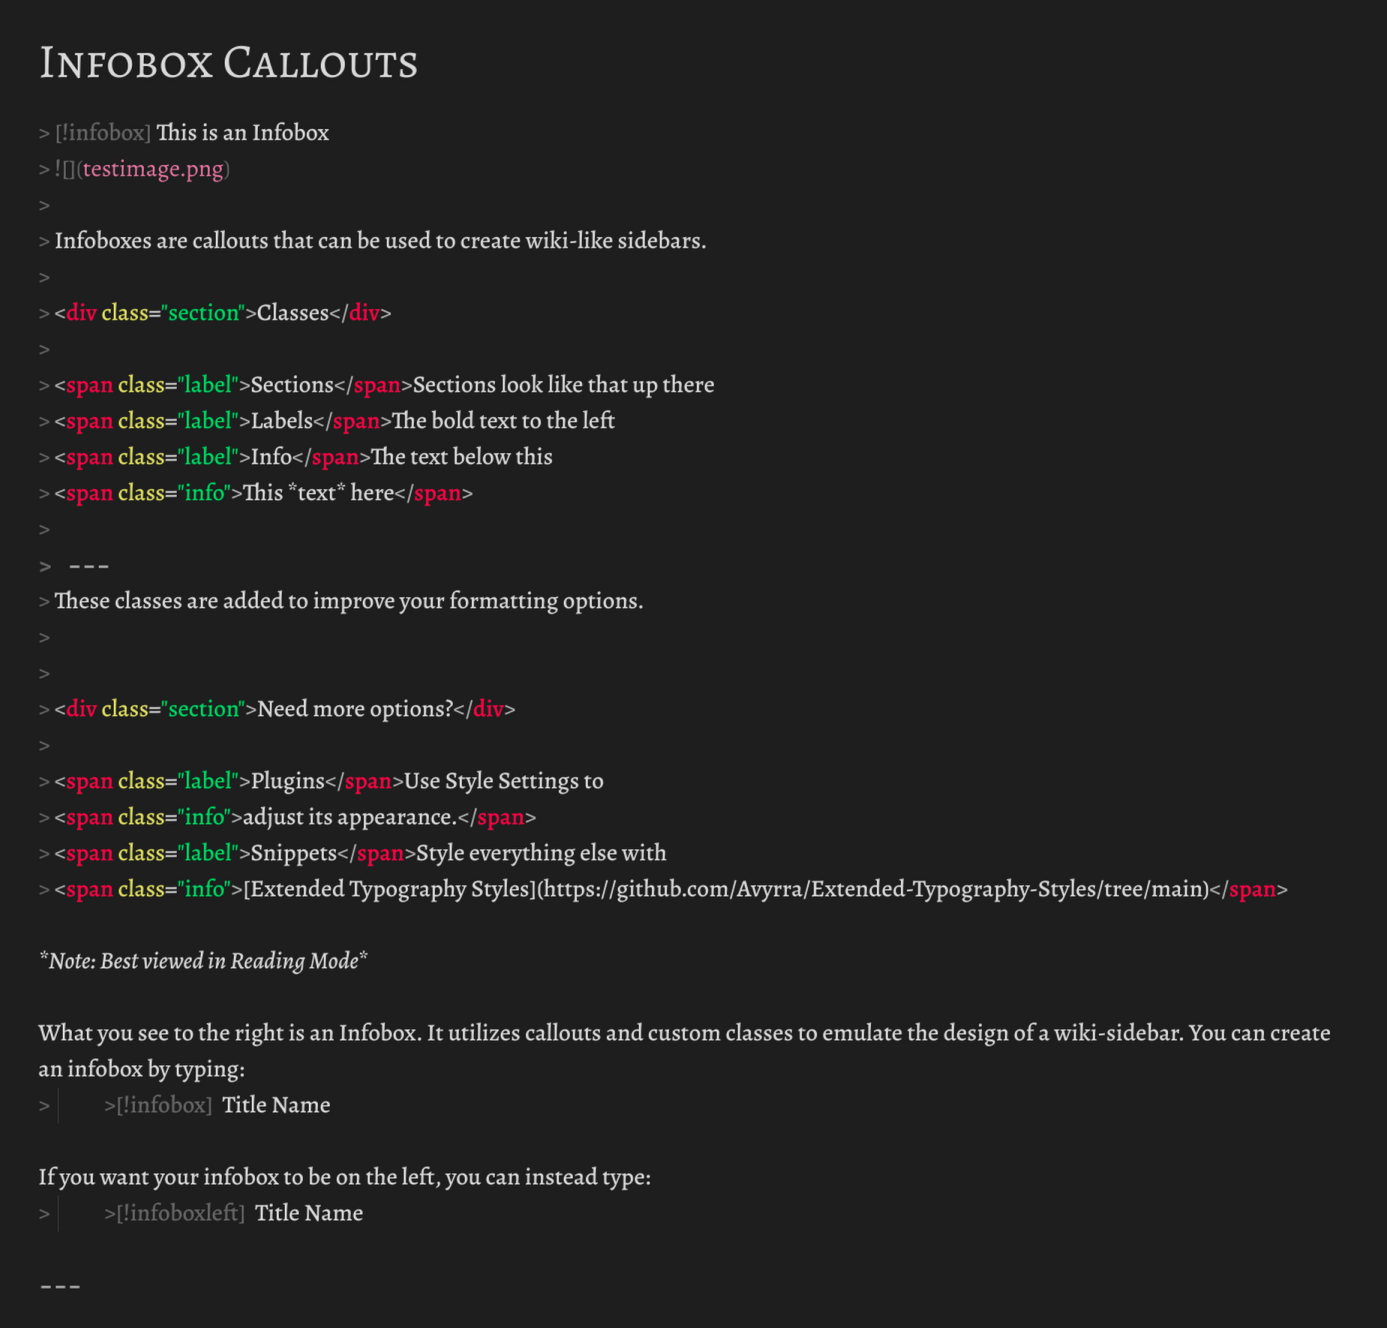 Infobox Callouts
> [!infobox] This is an Infobox
> ![](testimage.png)
>
> Infoboxes are callouts that can be used to create wiki-like sidebars.
>
> <div class="section">Classes</div>
>
> <span class="label">Sections</span>Sections look like that up there
> <span class="label">Labels</span>The bold text to the left
> <span class="label">Info</span>The text below this
> <span class="info">This *text* here</span>
>
> ---
> These classes are added to improve your formatting options.
>
>
> <div class="section">Need more options?</div>
>
> <span class="label">Plugins</span>Use Style Settings to
> <span class="info">adjust its appearance.</span>
> <span class="label">Snippets</span>Style everything else with
> <span class="info">[Extended Typography Styles](https://github.com/Avyrra/Extended-Typography-Styles/tree/main)</span>
*Note: Best viewed in Reading Mode*
What you see to the right is an Infobox. It utilizes callouts and custom classes to emulate the design of a wiki-sidebar. You can create
an infobox by typing:
> >[!infobox] Title Name
If you want your infobox to be on the left, you can instead type:
> >[!infoboxleft] Title Name
---